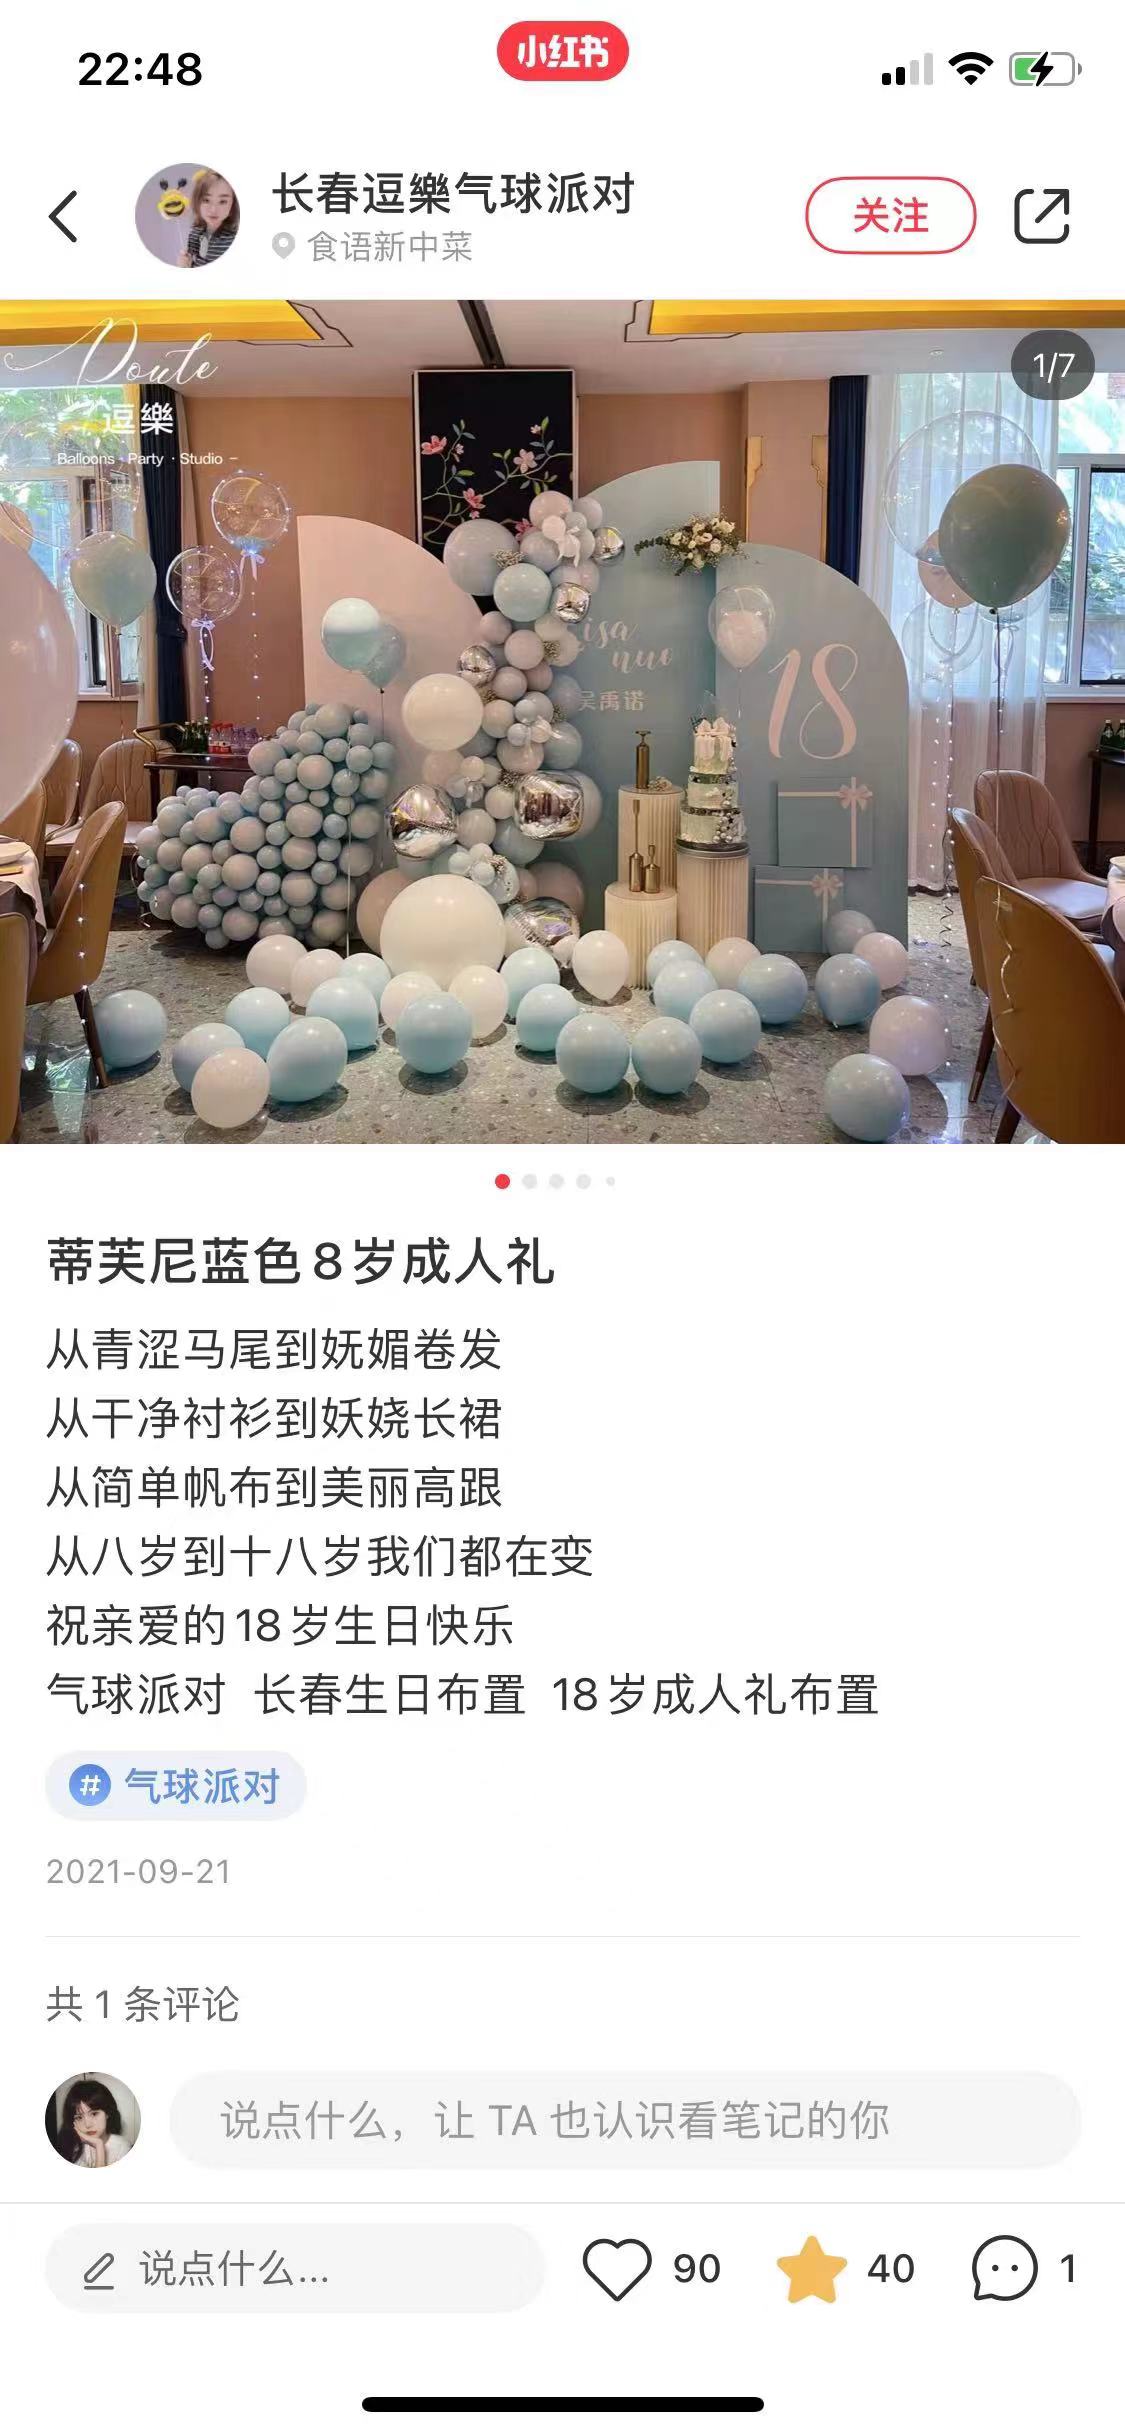 22:48
小红书
长春逗樂气球派对
食语新中菜
关注
1/7
Doule
逗樂
Balloons · Party · Studio
Lisa
nuo
吴禹诺
18
蒂芙尼蓝色8岁成人礼
从青涩马尾到妩媚卷发
从干净衬衫到妖娆长裙
从简单帆布到美丽高跟
从八岁到十八岁我们都在变
祝亲爱的18岁生日快乐
气球派对 长春生日布置 18岁成人礼布置
# 气球派对
2021-09-21
共 1 条评论
说点什么，让 TA 也认识看笔记的你
说点什么...
90
40
1